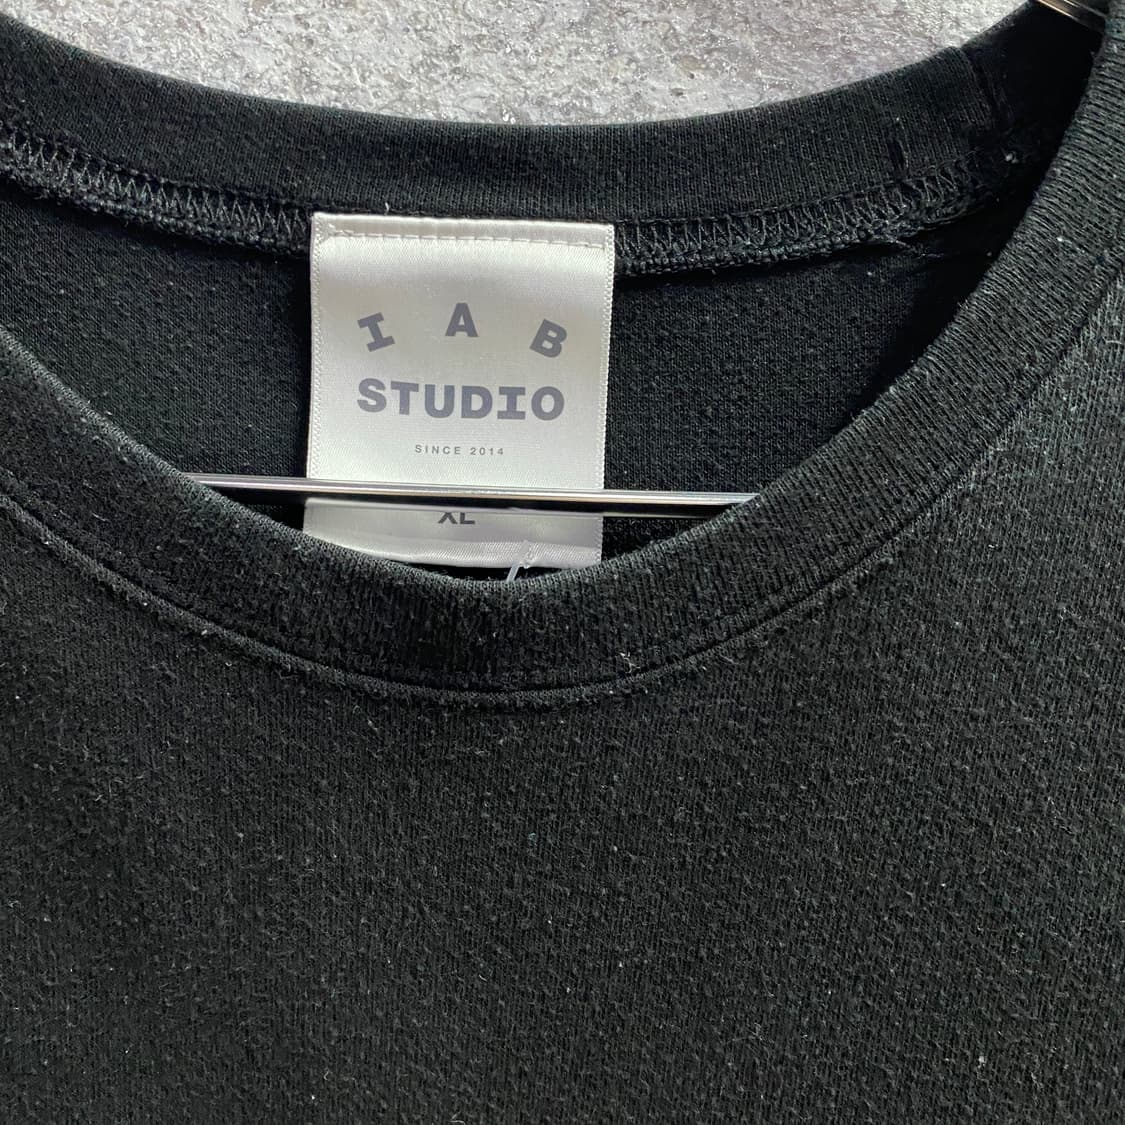 I A B
STUDIO
SINCE 2014
XL